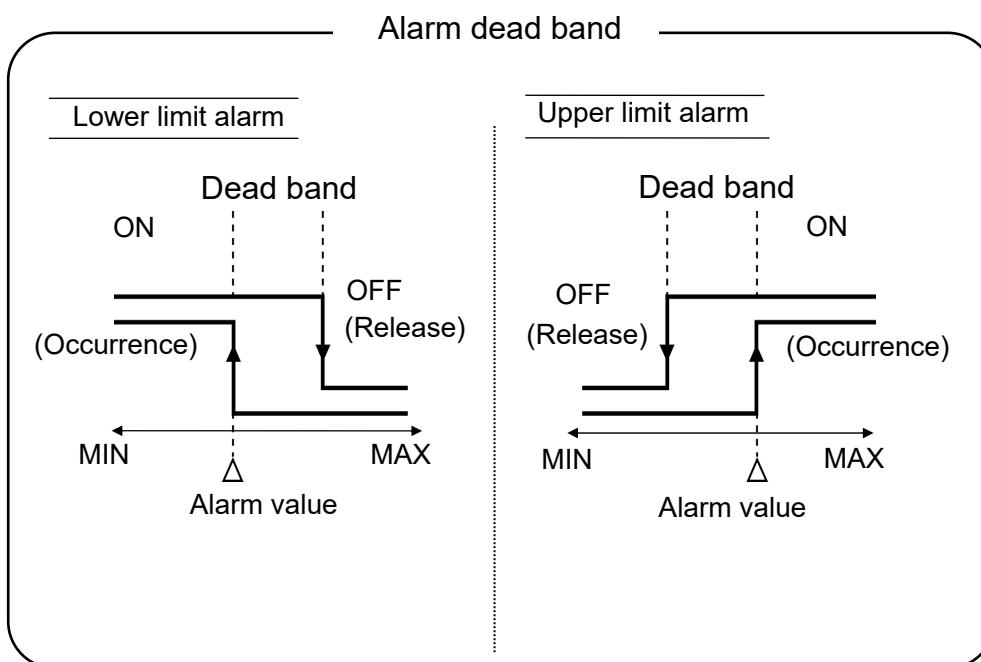 Alarm dead band
Lower limit alarm
Dead band
ON
OFF
(Release)
(Occurrence)
MIN
MAX
Alarm value
Upper limit alarm
Dead band
ON
OFF
(Release)
(Occurrence)
MIN
MAX
Alarm value